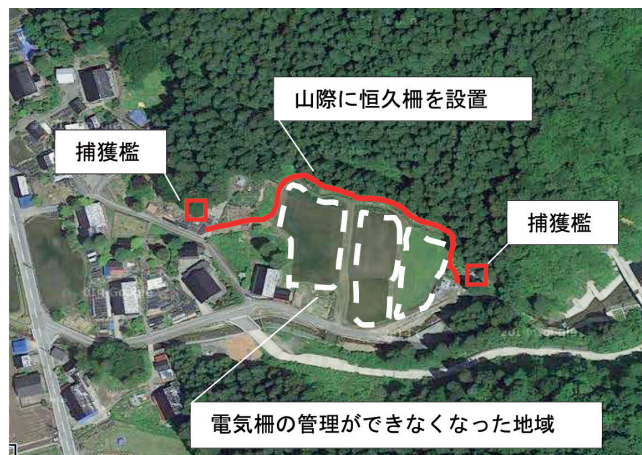 山際に恒久柵を設置
捕獲檻
捕獲檻
電気柵の管理ができなくなった地域